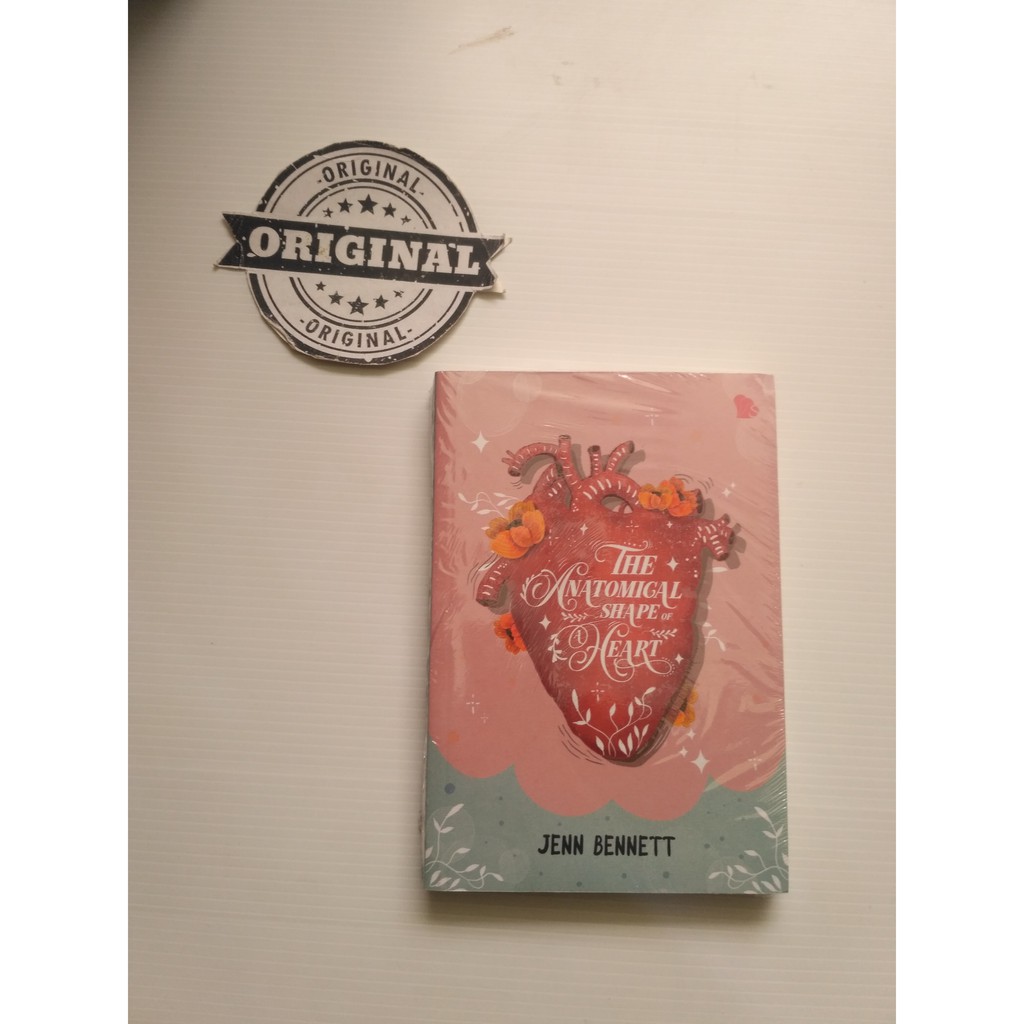 -ORIGINAL-
ORIGINAL
-ORIGINAL-
THE
ANATOMICAL
SHAPE OF
A HEART
JENN BENNETT